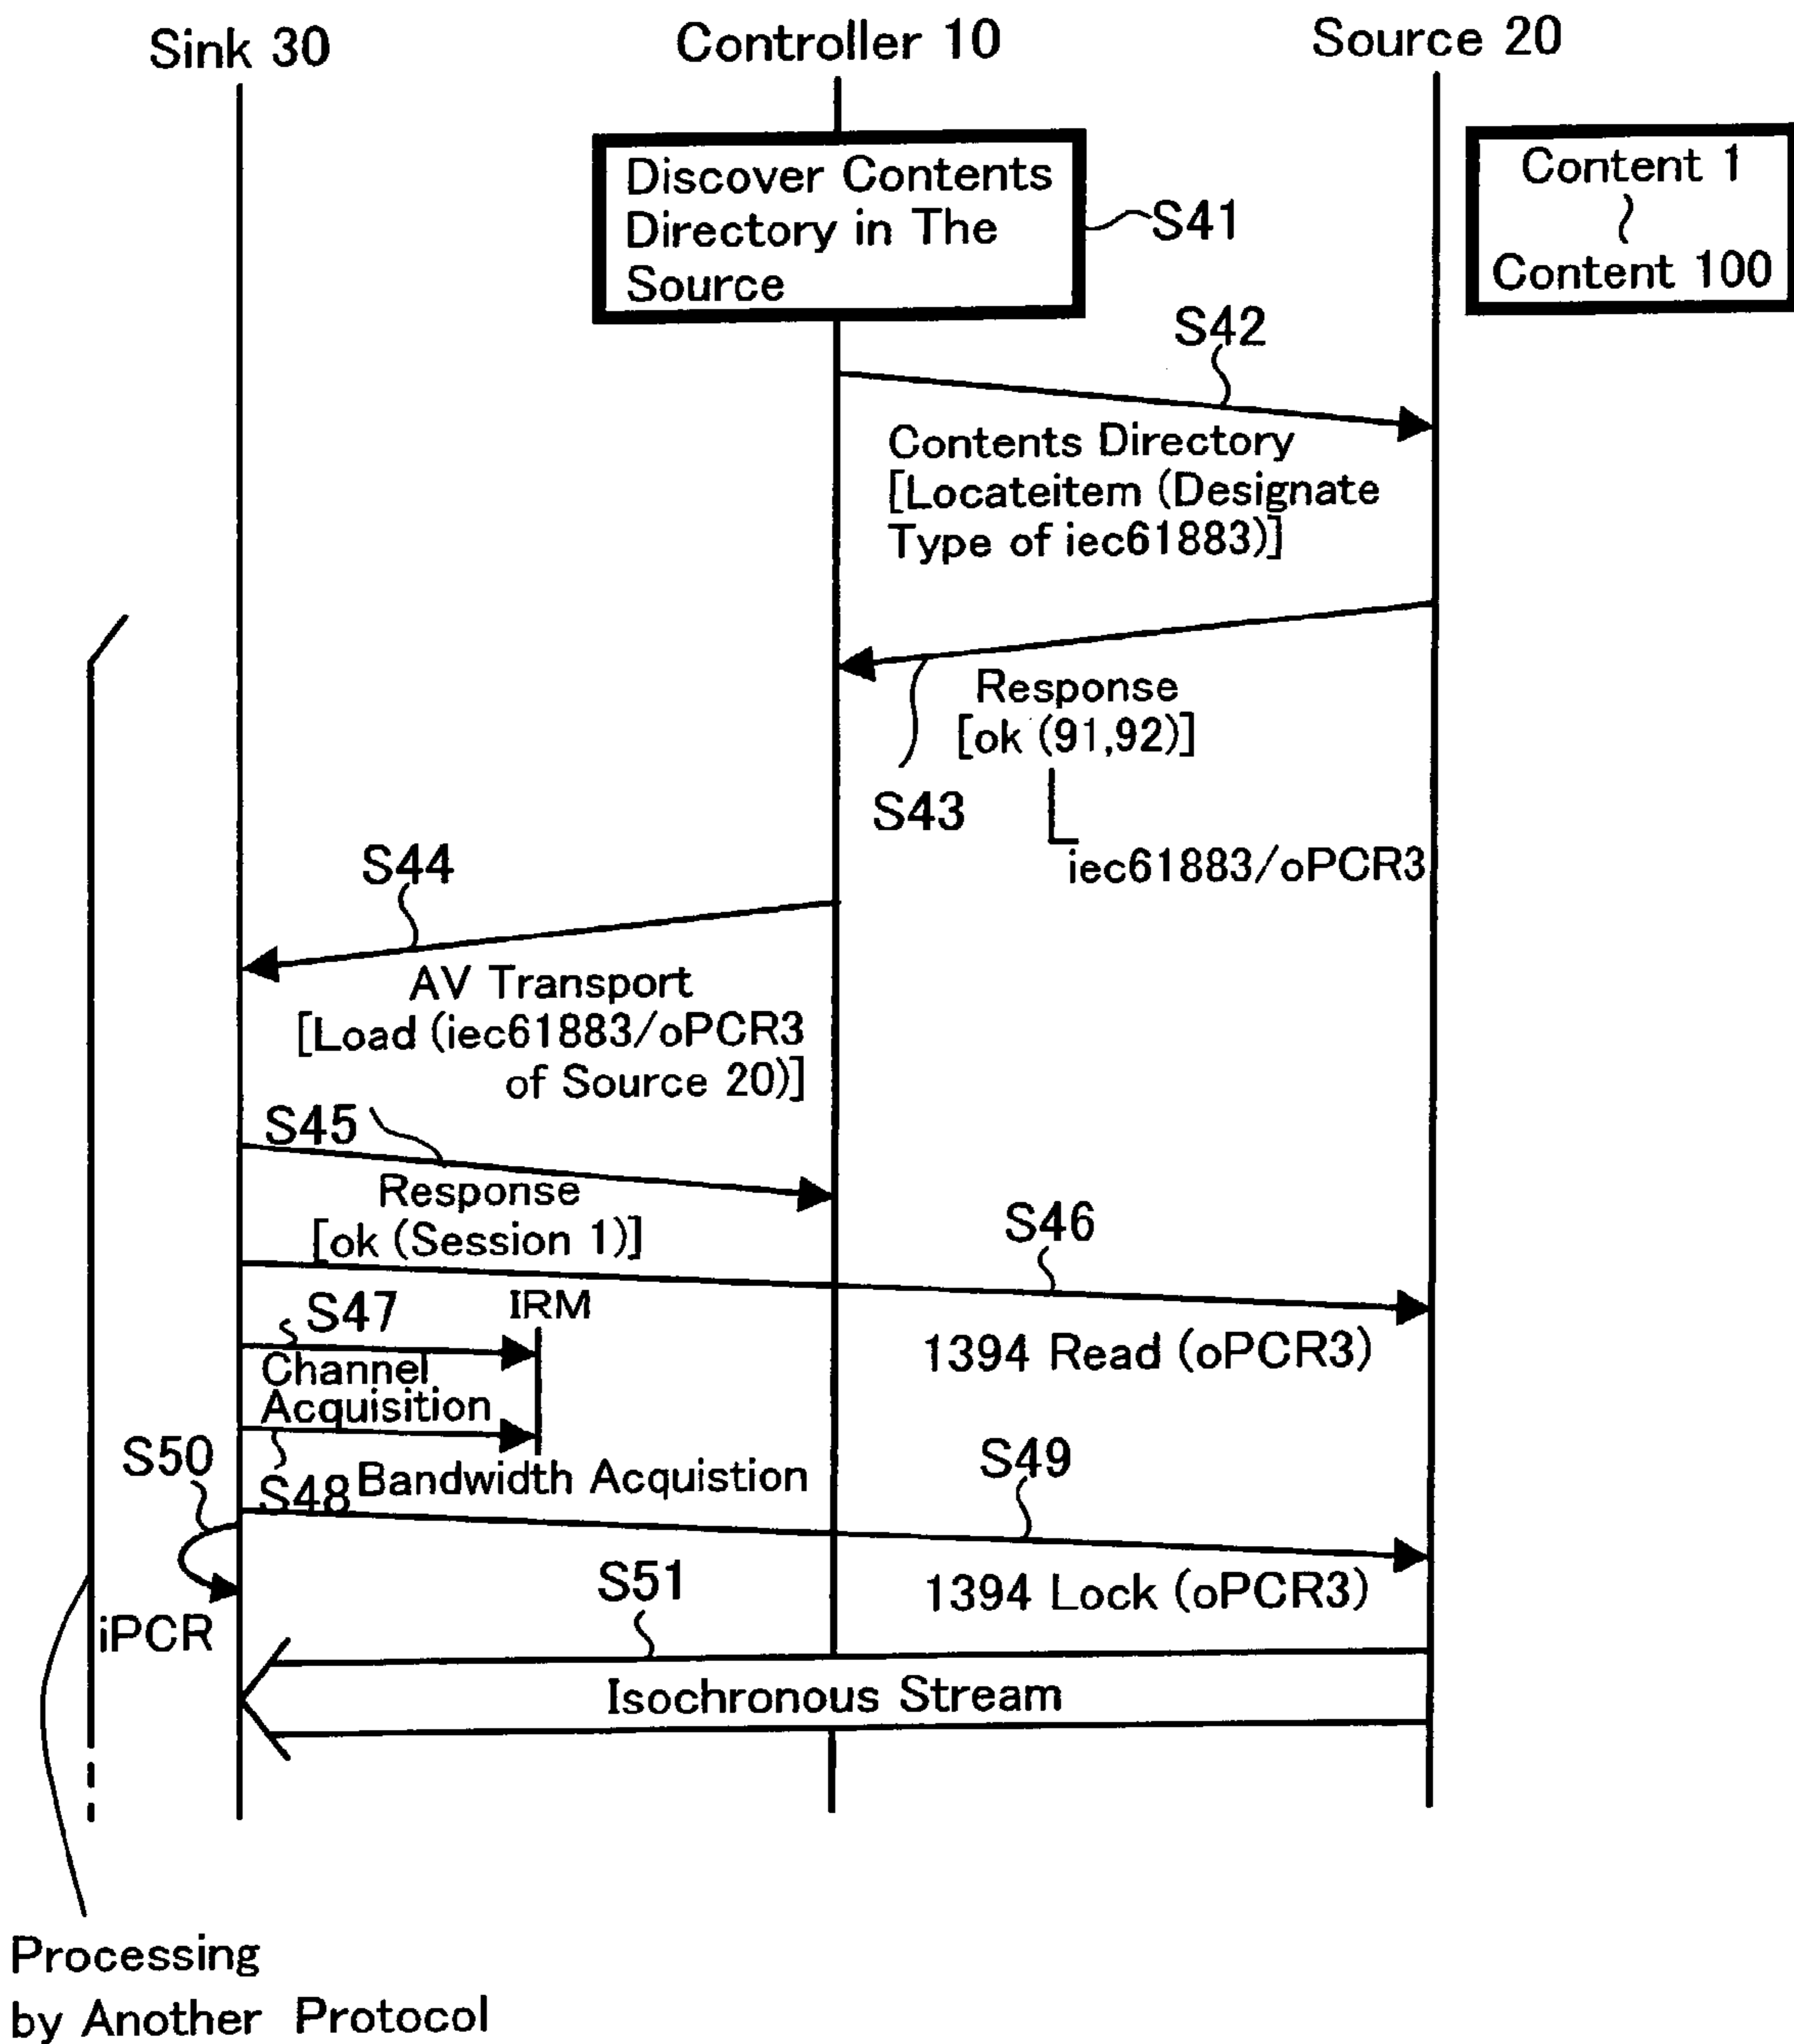 Sink 30
Controller 10
Source 20
Discover Contents
Directory in The
Source
S41
Content 1
~
Content 100
S42
Contents Directory
[Locateitem (Designate
Type of iec61883)]
Response
[ok (91,92)]
S43
iec61883/oPCR3
S44
AV Transport
[Load (iec61883/oPCR3
of Source 20)]
S45
Response
[ok (Session 1)]
S46
1394 Read (oPCR3)
S47
IRM
Channel
Acquisition
S48
Bandwidth Acquistion
S49
1394 Lock (oPCR3)
S50
iPCR
S51
Isochronous Stream
Processing
by Another Protocol